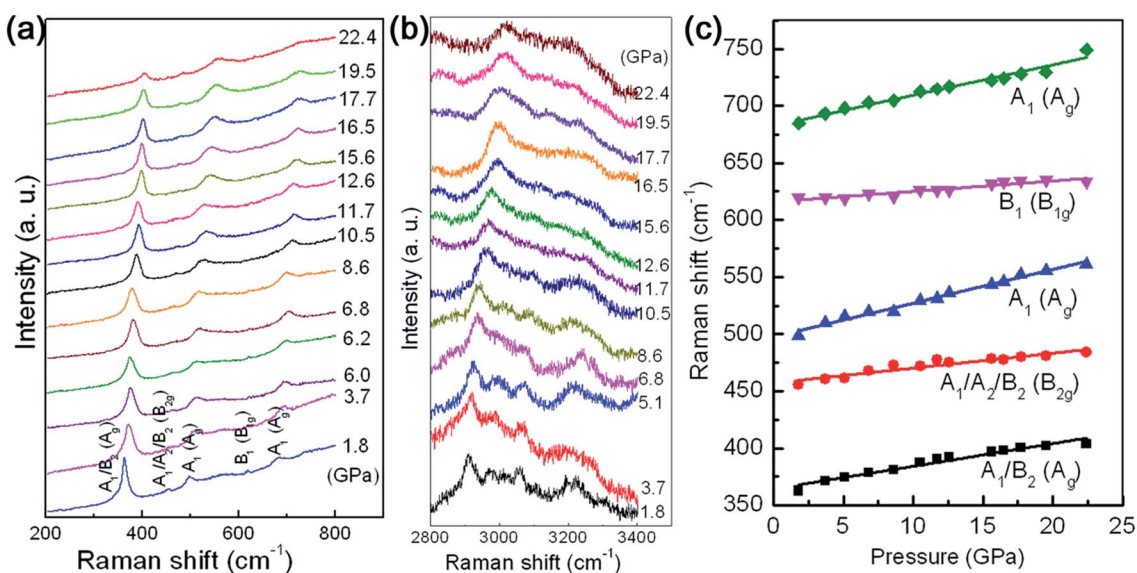 (a)
22.4
19.5
17.7
16.5
15.6
12.6
11.7
10.5
8.6
6.8
6.2
6.0
3.7
1.8
(GPa)
A1/B2 (Ag)
A1/A2/B2 (B2g)
A1 (Ag)
B1 (B1g)
A1 (Ag)
Intensity (a. u.)
200 400 600 800
Raman shift (cm-1)
(b)
(GPa)
22.4
19.5
17.7
16.5
15.6
12.6
11.7
10.5
8.6
6.8
5.1
3.7
1.8
Intensity (a. u.)
2800 3000 3200 3400
Raman shift (cm-1)
(c)
750
700
650
600
550
500
450
400
350
Raman shift (cm-1)
A1 (Ag)
B1 (B1g)
A1 (Ag)
A1/A2/B2 (B2g)
A1/B2 (Ag)
0 5 10 15 20 25
Pressure (GPa)